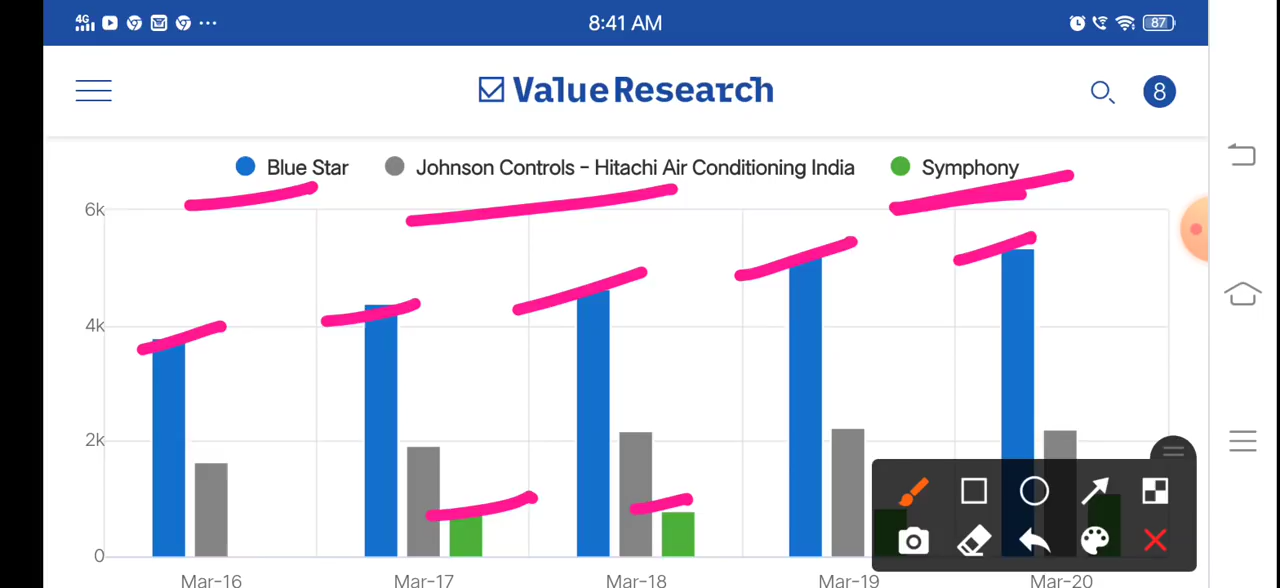 4G 8:41 AM 87
Value Research 8
Blue Star Johnson Controls – Hitachi Air Conditioning India Symphony
6k
4k
2k
0
Mar-16 Mar-17 Mar-18 Mar-19 Mar-20